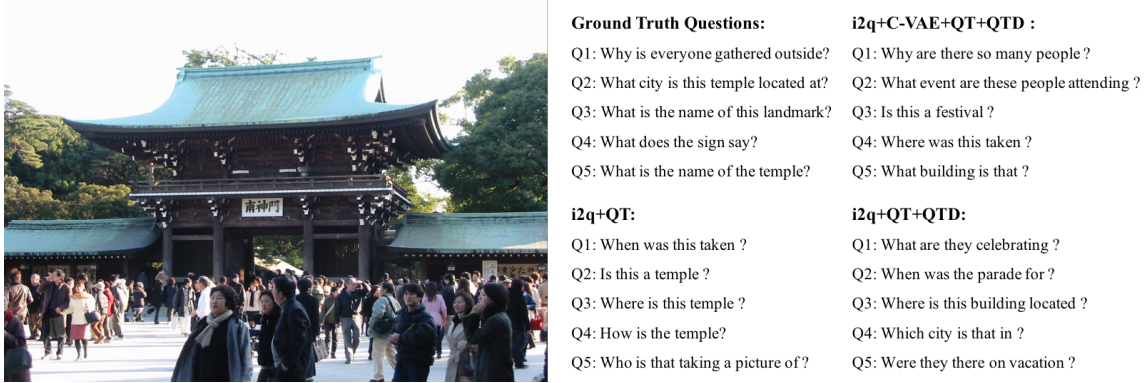 南神門
Ground Truth Questions:
Q1: Why is everyone gathered outside?
Q2: What city is this temple located at?
Q3: What is the name of this landmark?
Q4: What does the sign say?
Q5: What is the name of the temple?
i2q+C-VAE+QT+QTD :
Q1: Why are there so many people ?
Q2: What event are these people attending ?
Q3: Is this a festival ?
Q4: Where was this taken ?
Q5: What building is that ?
i2q+QT:
Q1: When was this taken ?
Q2: Is this a temple ?
Q3: Where is this temple ?
Q4: How is the temple?
Q5: Who is that taking a picture of ?
i2q+QT+QTD:
Q1: What are they celebrating ?
Q2: When was the parade for ?
Q3: Where is this building located ?
Q4: Which city is that in ?
Q5: Were they there on vacation ?